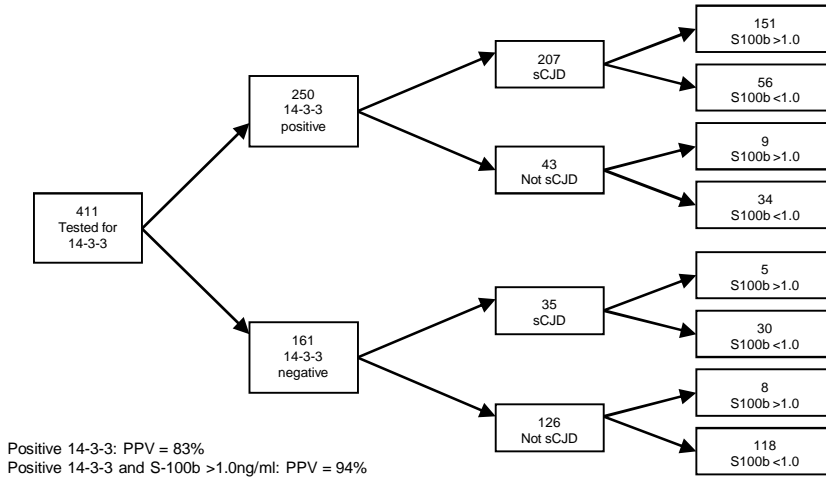 411
Tested for
14-3-3
250
14-3-3
positive
161
14-3-3
negative
207
sCJD
43
Not sCJD
35
sCJD
126
Not sCJD
151
S100b >1.0
56
S100b <1.0
9
S100b >1.0
34
S100b <1.0
5
S100b >1.0
30
S100b <1.0
8
S100b >1.0
118
S100b <1.0
Positive 14-3-3: PPV = 83%
Positive 14-3-3 and S-100b >1.0ng/ml: PPV = 94%